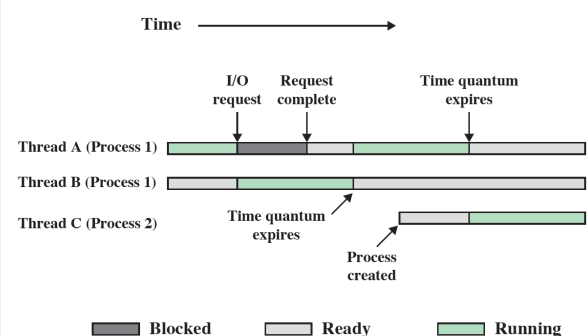 Time
I/O
request
Request
complete
Time quantum
expires
Thread A (Process 1)
Thread B (Process 1)
Thread C (Process 2)
Time quantum
expires
Process
created
Blocked
Ready
Running